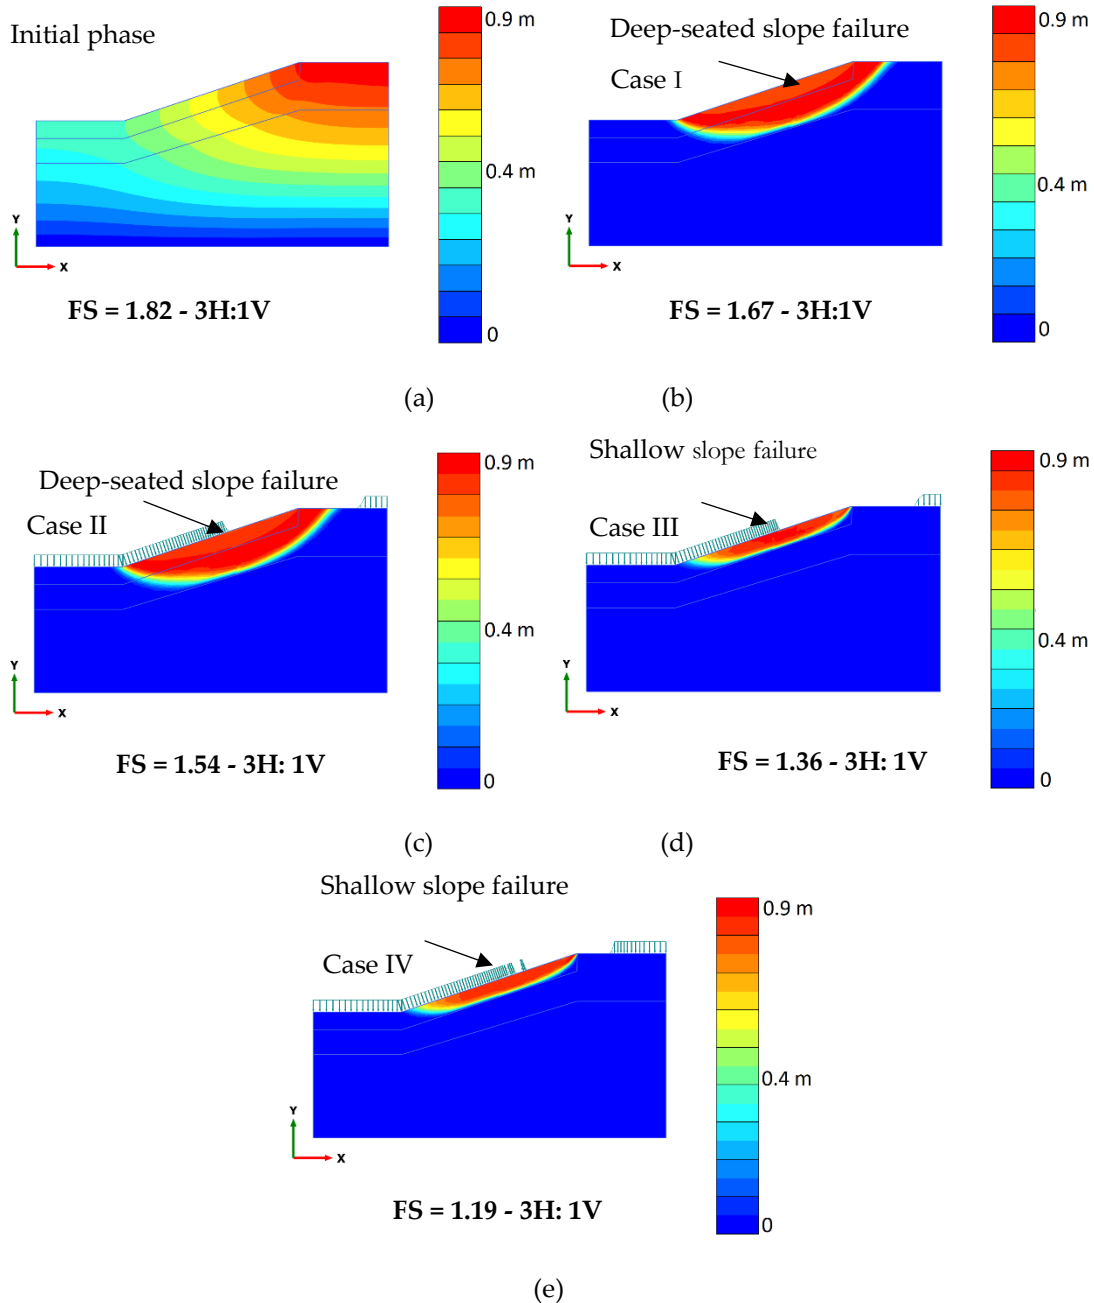 Initial phase
0.9 m
0.4 m
0
Y
X
FS = 1.82 - 3H:1V
(a)
Deep-seated slope failure
Case I
0.9 m
0.4 m
0
Y
X
FS = 1.67 - 3H:1V
(b)
Deep-seated slope failure
Case II
0.9 m
0.4 m
0
Y
X
FS = 1.54 - 3H: 1V
(c)
Shallow slope failure
Case III
0.9 m
0.4 m
0
Y
X
FS = 1.36 - 3H: 1V
(d)
Shallow slope failure
Case IV
0.9 m
0.4 m
0
Y
X
FS = 1.19 - 3H: 1V
(e)